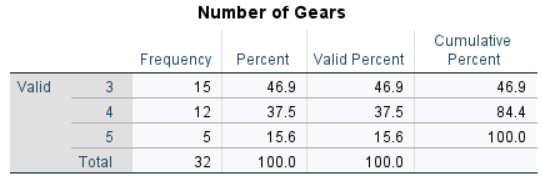 Number of Gears
Frequency Percent Valid Percent Cumulative Percent
Valid 3 15 46.9 46.9 46.9
4 12 37.5 37.5 84.4
5 5 15.6 15.6 100.0
Total 32 100.0 100.0